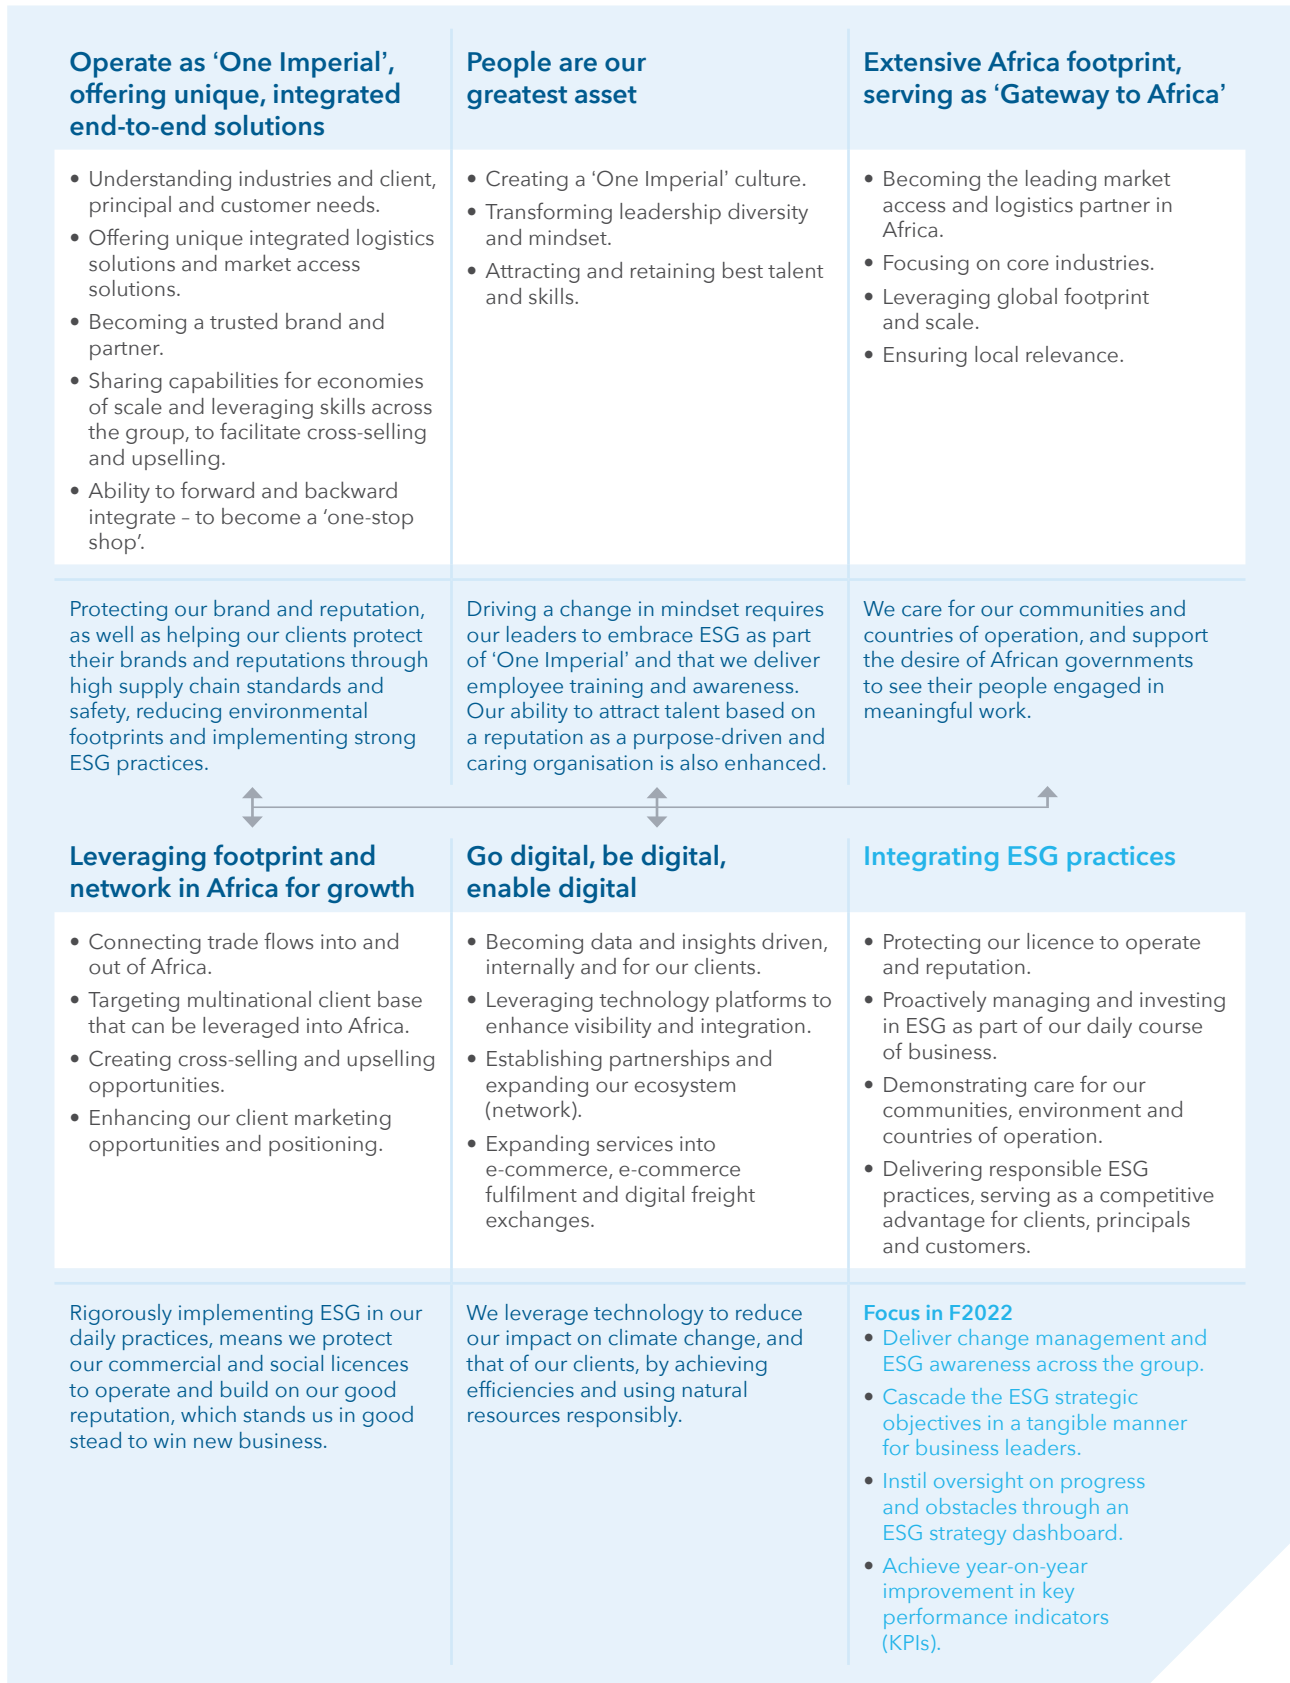 Operate as ‘One Imperial’,
offering unique, integrated
end-to-end solutions
• Understanding industries and client,
principal and customer needs.
• Offering unique integrated logistics
solutions and market access
solutions.
• Becoming a trusted brand and
partner.
• Sharing capabilities for economies
of scale and leveraging skills across
the group, to facilitate cross-selling
and upselling.
• Ability to forward and backward
integrate – to become a ‘one-stop
shop’.
Protecting our brand and reputation,
as well as helping our clients protect
their brands and reputations through
high supply chain standards and
safety, reducing environmental
footprints and implementing strong
ESG practices.
People are our
greatest asset
• Creating a ‘One Imperial’ culture.
• Transforming leadership diversity
and mindset.
• Attracting and retaining best talent
and skills.
Driving a change in mindset requires
our leaders to embrace ESG as part
of ‘One Imperial’ and that we deliver
employee training and awareness.
Our ability to attract talent based on
a reputation as a purpose-driven and
caring organisation is also enhanced.
Extensive Africa footprint,
serving as ‘Gateway to Africa’
• Becoming the leading market
access and logistics partner in
Africa.
• Focusing on core industries.
• Leveraging global footprint
and scale.
• Ensuring local relevance.
We care for our communities and
countries of operation, and support
the desire of African governments
to see their people engaged in
meaningful work.
Leveraging footprint and
network in Africa for growth
• Connecting trade flows into and
out of Africa.
• Targeting multinational client base
that can be leveraged into Africa.
• Creating cross-selling and upselling
opportunities.
• Enhancing our client marketing
opportunities and positioning.
Rigorously implementing ESG in our
daily practices, means we protect
our commercial and social licences
to operate and build on our good
reputation, which stands us in good
stead to win new business.
Go digital, be digital,
enable digital
• Becoming data and insights driven,
internally and for our clients.
• Leveraging technology platforms to
enhance visibility and integration.
• Establishing partnerships and
expanding our ecosystem
(network).
• Expanding services into
e-commerce, e-commerce
fulfilment and digital freight
exchanges.
We leverage technology to reduce
our impact on climate change, and
that of our clients, by achieving
efficiencies and using natural
resources responsibly.
Integrating ESG practices
• Protecting our licence to operate
and reputation.
• Proactively managing and investing
in ESG as part of our daily course
of business.
• Demonstrating care for our
communities, environment and
countries of operation.
• Delivering responsible ESG
practices, serving as a competitive
advantage for clients, principals
and customers.
Focus in F2022
• Deliver change management and
ESG awareness across the group.
• Cascade the ESG strategic
objectives in a tangible manner
for business leaders.
• Instil oversight on progress
and obstacles through an
ESG strategy dashboard.
• Achieve year-on-year
improvement in key
performance indicators
(KPIs).